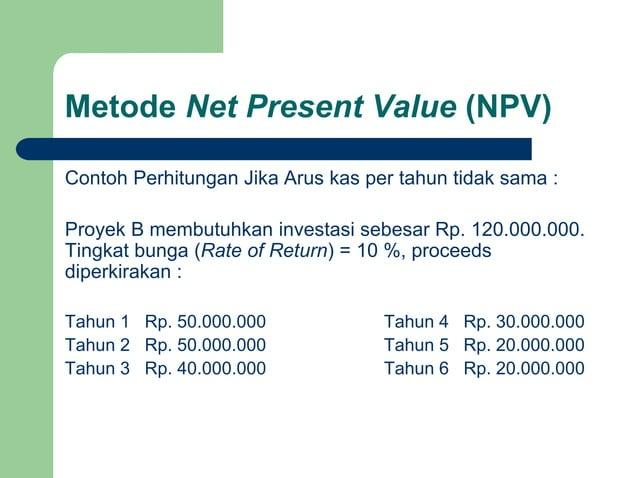 Metode Net Present Value (NPV)
Contoh Perhitungan Jika Arus kas per tahun tidak sama :
Proyek B membutuhkan investasi sebesar Rp. 120.000.000.
Tingkat bunga (Rate of Return) = 10 %, proceeds
diperkirakan :
Tahun 1 Rp. 50.000.000 Tahun 4 Rp. 30.000.000
Tahun 2 Rp. 50.000.000 Tahun 5 Rp. 20.000.000
Tahun 3 Rp. 40.000.000 Tahun 6 Rp. 20.000.000